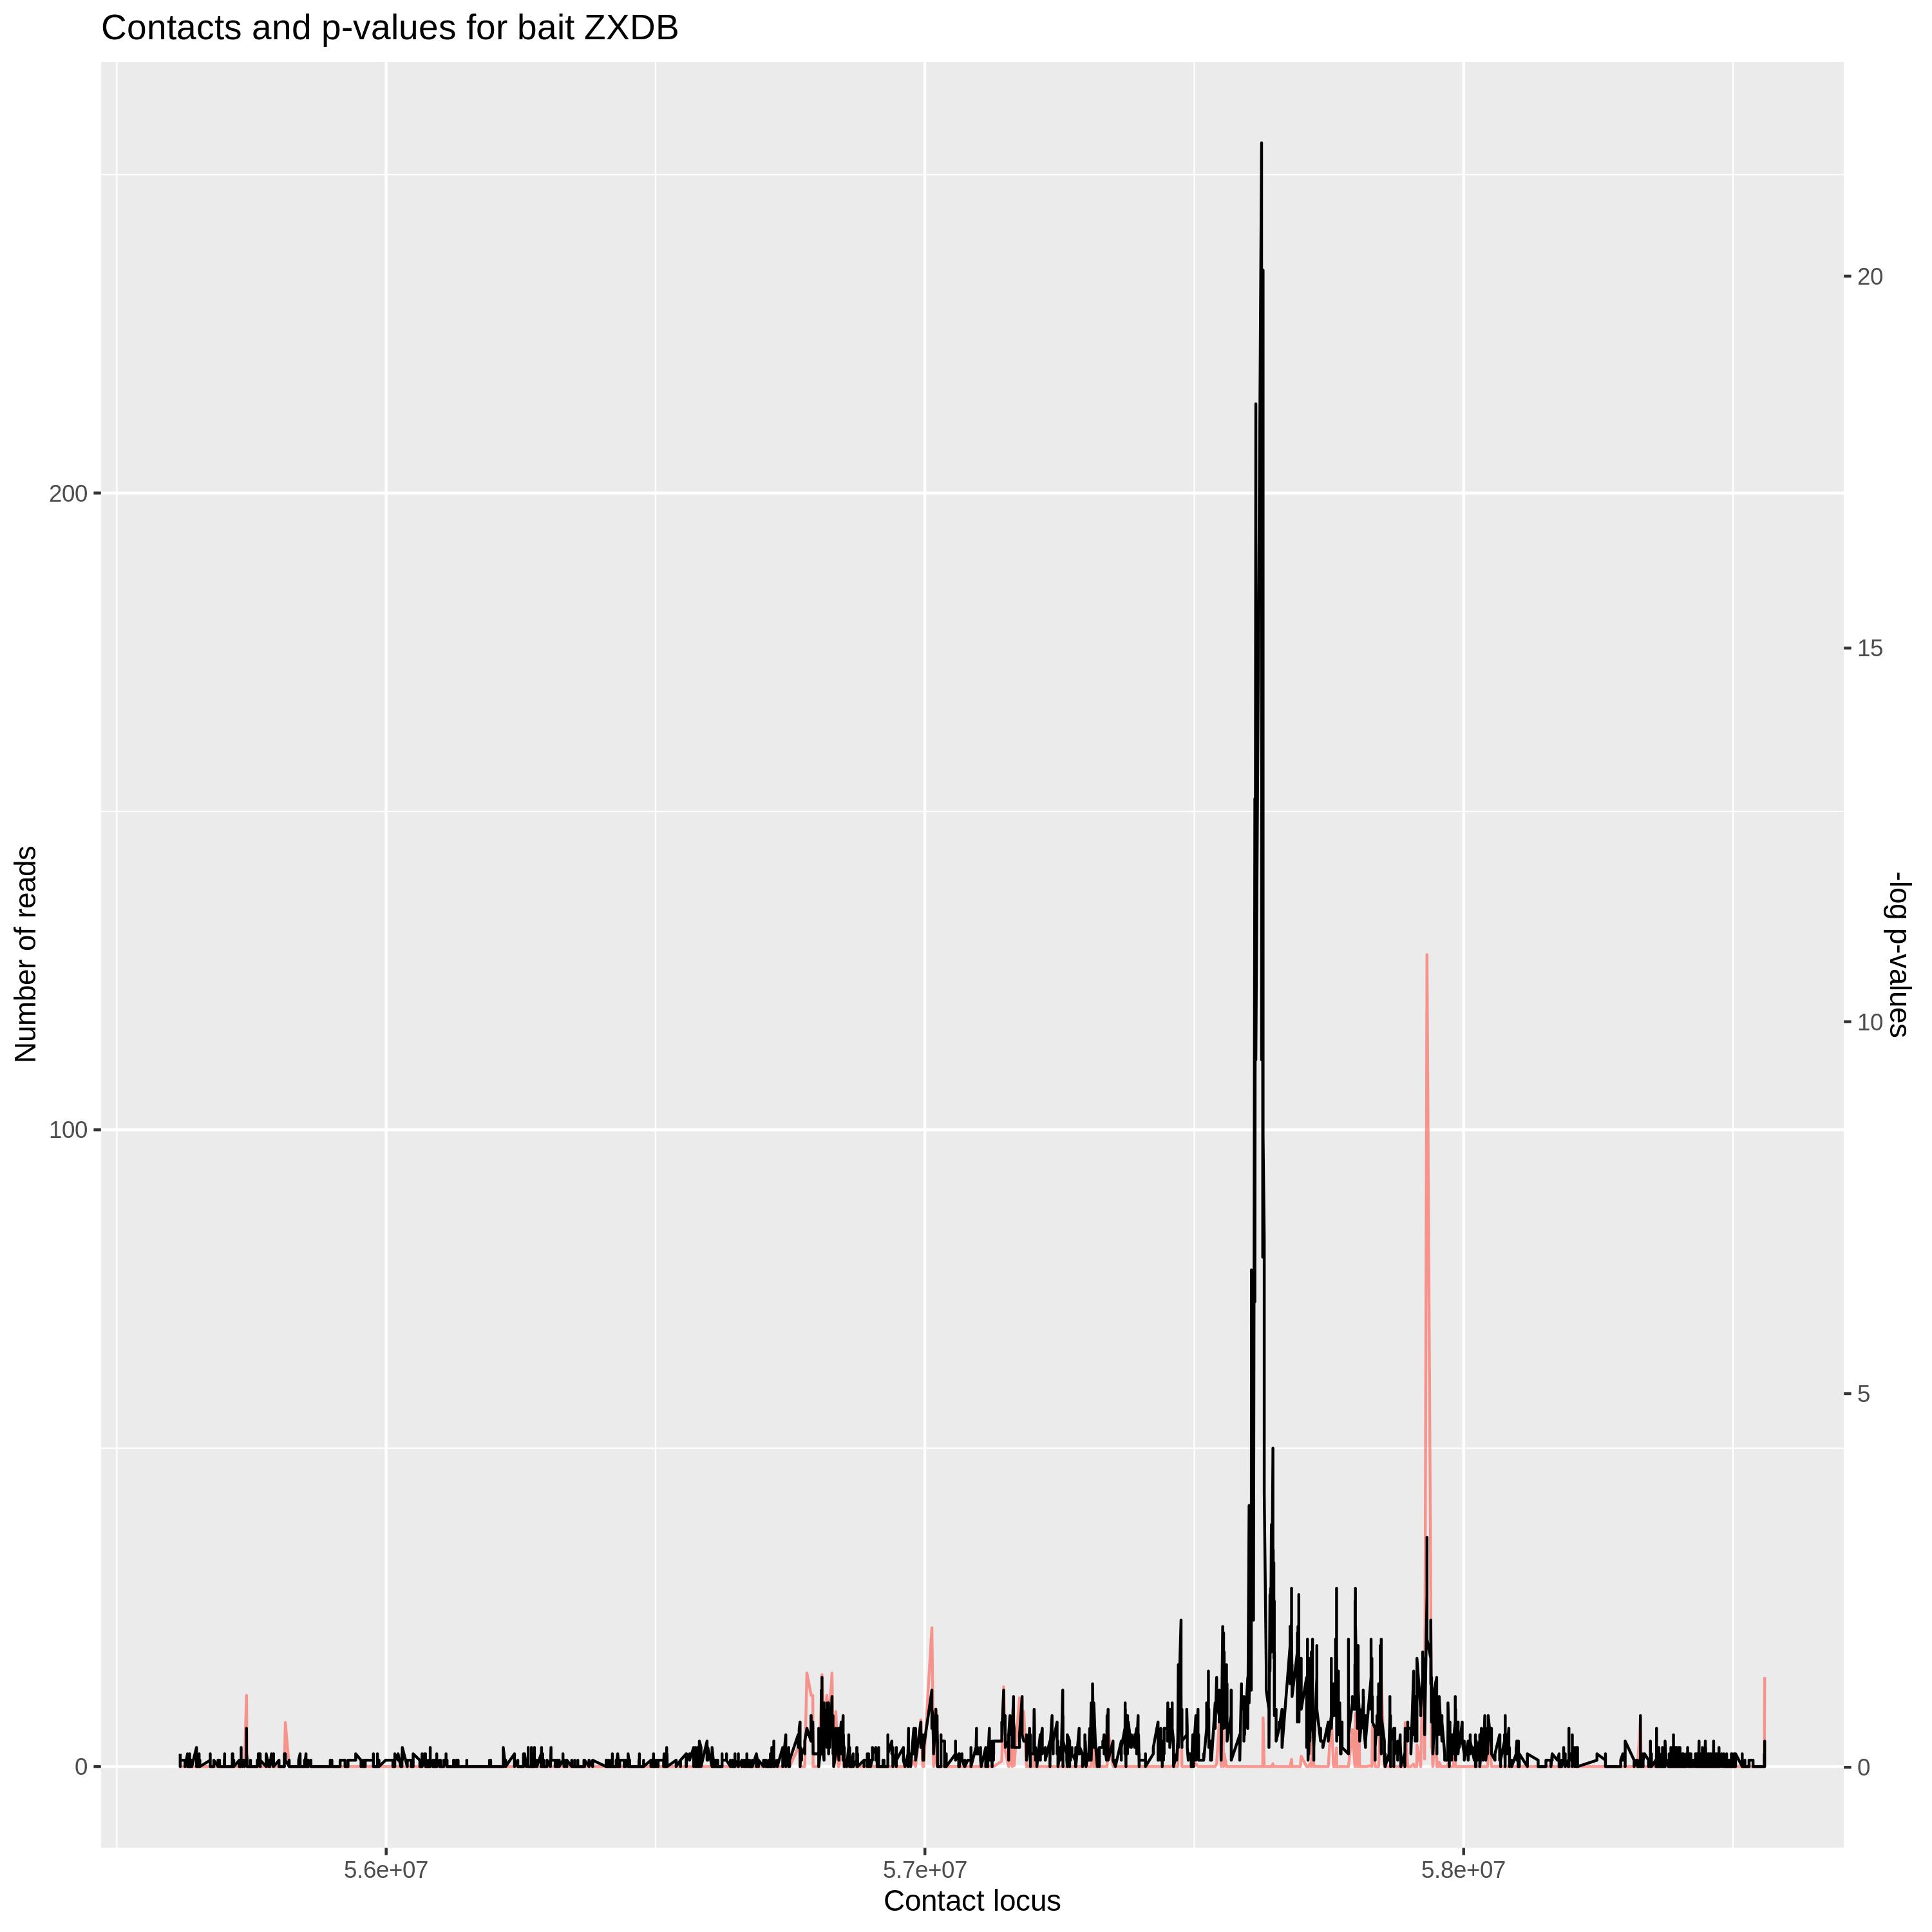 Contacts and p-values for bait ZXDB
Number of reads
200
100
0
20
15
10
5
0
-log p-values
5.6e+07
5.7e+07
5.8e+07
Contact locus